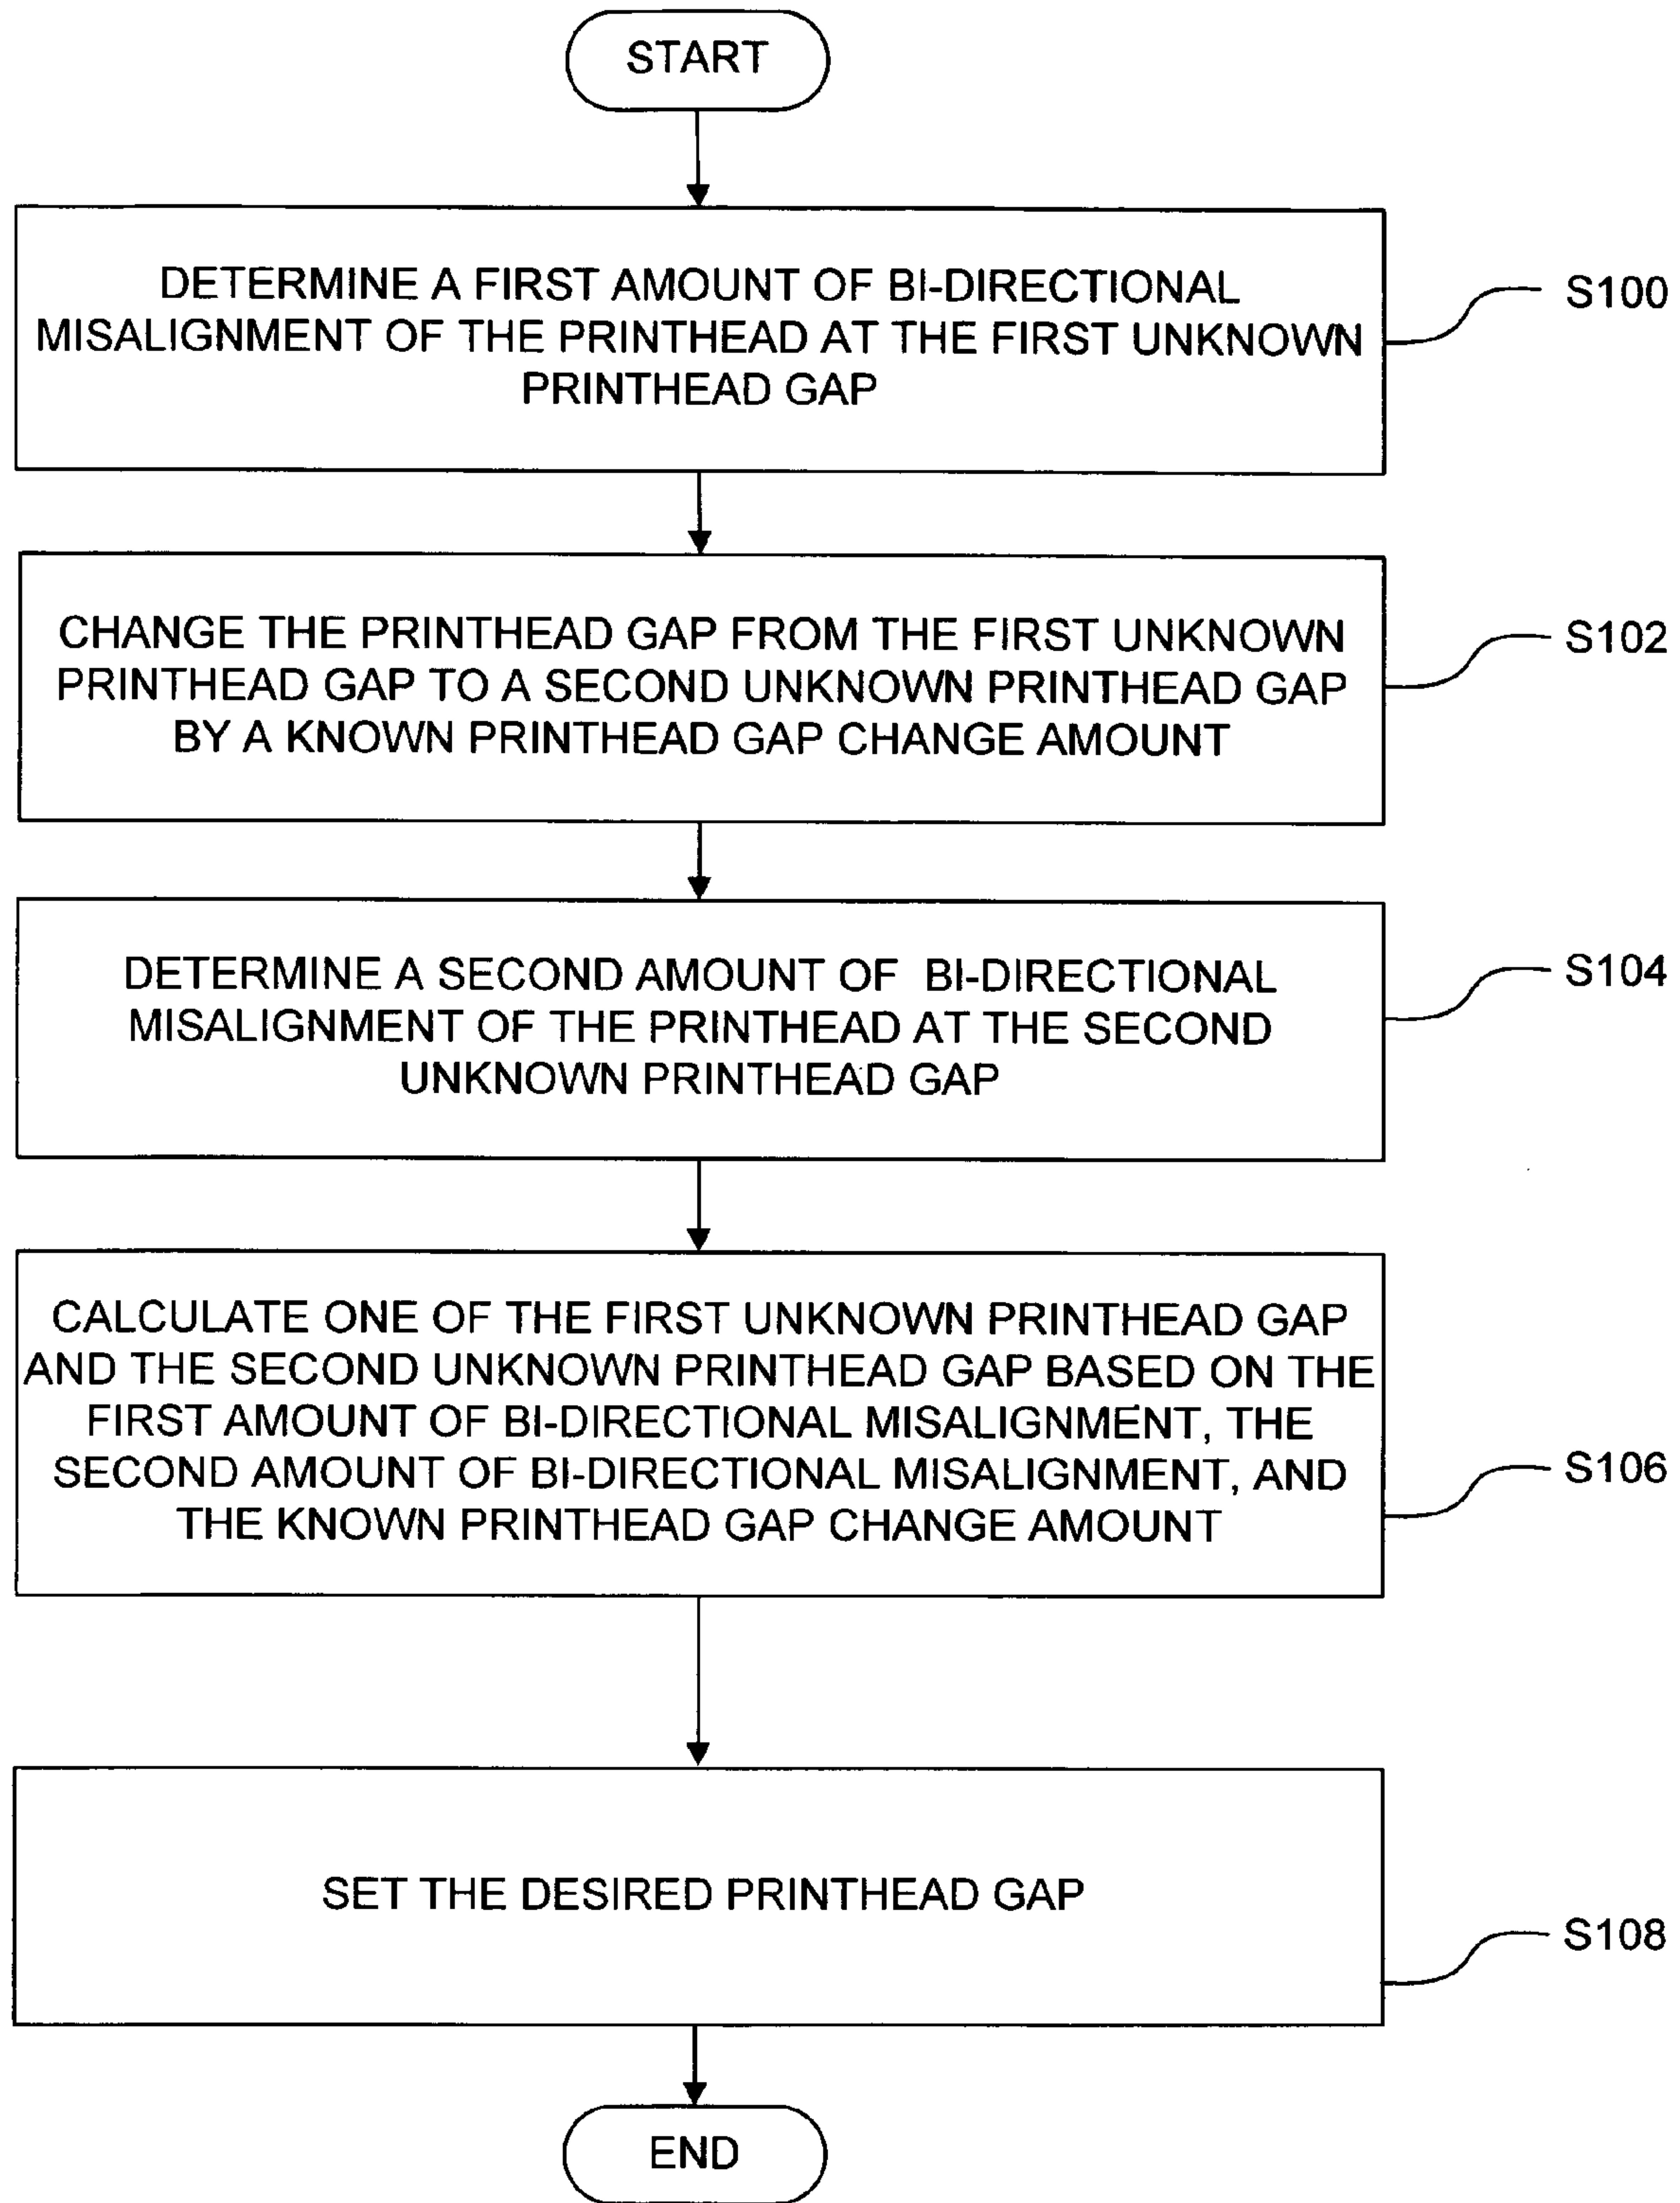 START
DETERMINE A FIRST AMOUNT OF BI-DIRECTIONAL
MISALIGNMENT OF THE PRINTHEAD AT THE FIRST UNKNOWN
PRINTHEAD GAP
S100
CHANGE THE PRINTHEAD GAP FROM THE FIRST UNKNOWN
PRINTHEAD GAP TO A SECOND UNKNOWN PRINTHEAD GAP
BY A KNOWN PRINTHEAD GAP CHANGE AMOUNT
S102
DETERMINE A SECOND AMOUNT OF BI-DIRECTIONAL
MISALIGNMENT OF THE PRINTHEAD AT THE SECOND
UNKNOWN PRINTHEAD GAP
S104
CALCULATE ONE OF THE FIRST UNKNOWN PRINTHEAD GAP
AND THE SECOND UNKNOWN PRINTHEAD GAP BASED ON THE
FIRST AMOUNT OF BI-DIRECTIONAL MISALIGNMENT, THE
SECOND AMOUNT OF BI-DIRECTIONAL MISALIGNMENT, AND
THE KNOWN PRINTHEAD GAP CHANGE AMOUNT
S106
SET THE DESIRED PRINTHEAD GAP
S108
END